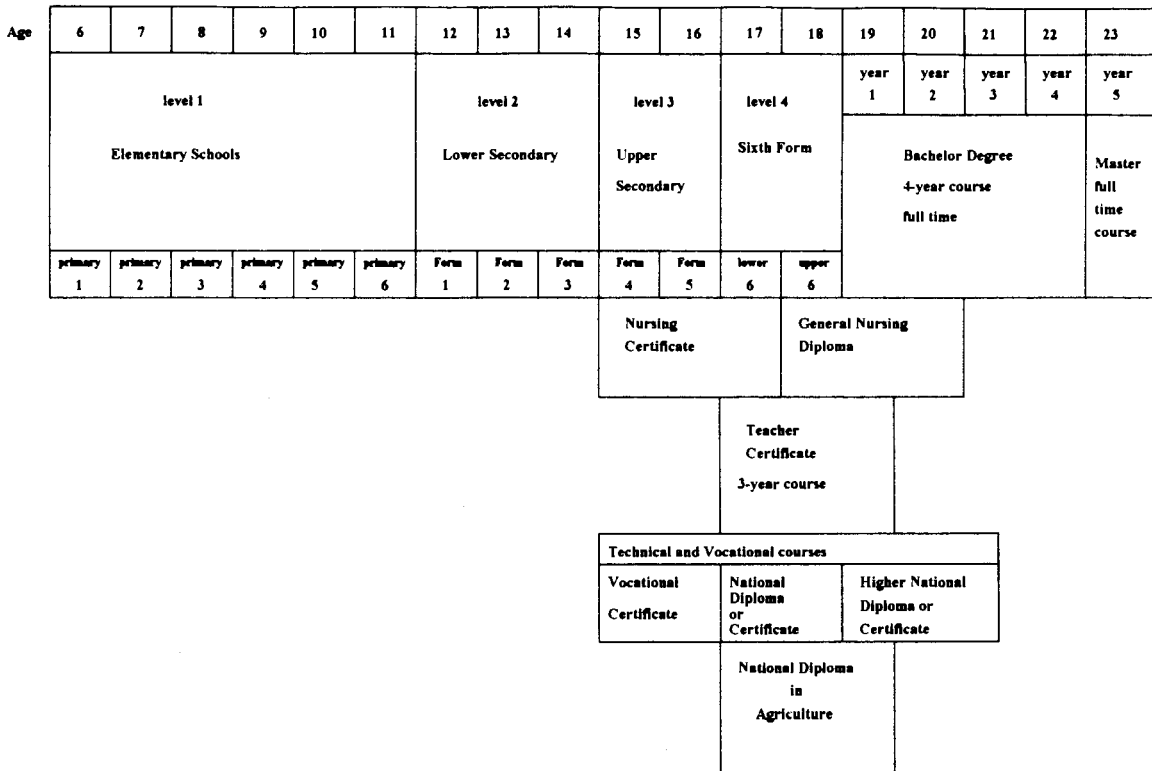 Age 6 7 8 9 10 11 12 13 14 15 16 17 18 19 20 21 22 23
year year year year year
1 2 3 4 5
level 1 level 2 level 3 level 4
Elementary Schools Lower Secondary Upper Secondary Sixth Form
Bachelor Degree
4-year course
full time
Master
full
time
course
primary primary primary primary primary primary Form Form Form Form Form lower upper
1 2 3 4 5 6 1 2 3 4 5 6 6
Nursing
Certificate
General Nursing
Diploma
Teacher
Certificate
3-year course
Technical and Vocational courses
Vocational
Certificate
National
Diploma
or
Certificate
Higher National
Diploma or
Certificate
National Diploma
in
Agriculture